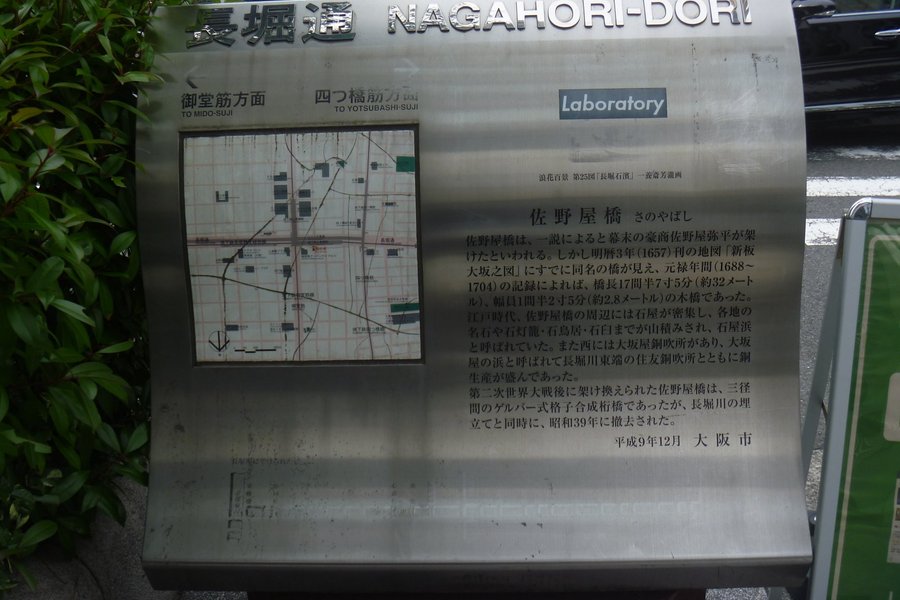 長堀通 NAGAHORI-DORI
御堂筋方面
TO MIDO-SUJI
四つ橋筋方面
TO YOTSUBASHI-SUJI
Laboratory
浪花百景 第25図「長堀石濱」一養斎芳瀧画
佐野屋橋 さのやばし
佐野屋橋は、一説によると幕末の豪商佐野屋弥平が架
けたといわれる。しかし明暦3年(1657)刊の地図「新板
大坂之図」にすでに同名の橋が見え、元禄年間(1688～
1704)の記録によれば、橋長17間半7寸5分(約32メート
ル)、幅員1間半2寸5分(約2.8メートル)の木橋であった。
江戸時代、佐野屋橋の周辺には石屋が密集し、各地の
名石や石灯籠・石鳥居・石臼までが山積みされ、石屋浜
と呼ばれていた。また西には大坂屋銅吹所があり、大坂
屋の浜と呼ばれて長堀川東端の住友銅吹所とともに銅
生産が盛んであった。
第二次世界大戦後に架け換えられた佐野屋橋は、三径
間のゲルバー式格子合成桁橋であったが、長堀川の埋
立てと同時に、昭和39年に撤去された。
平成9年12月 大阪市